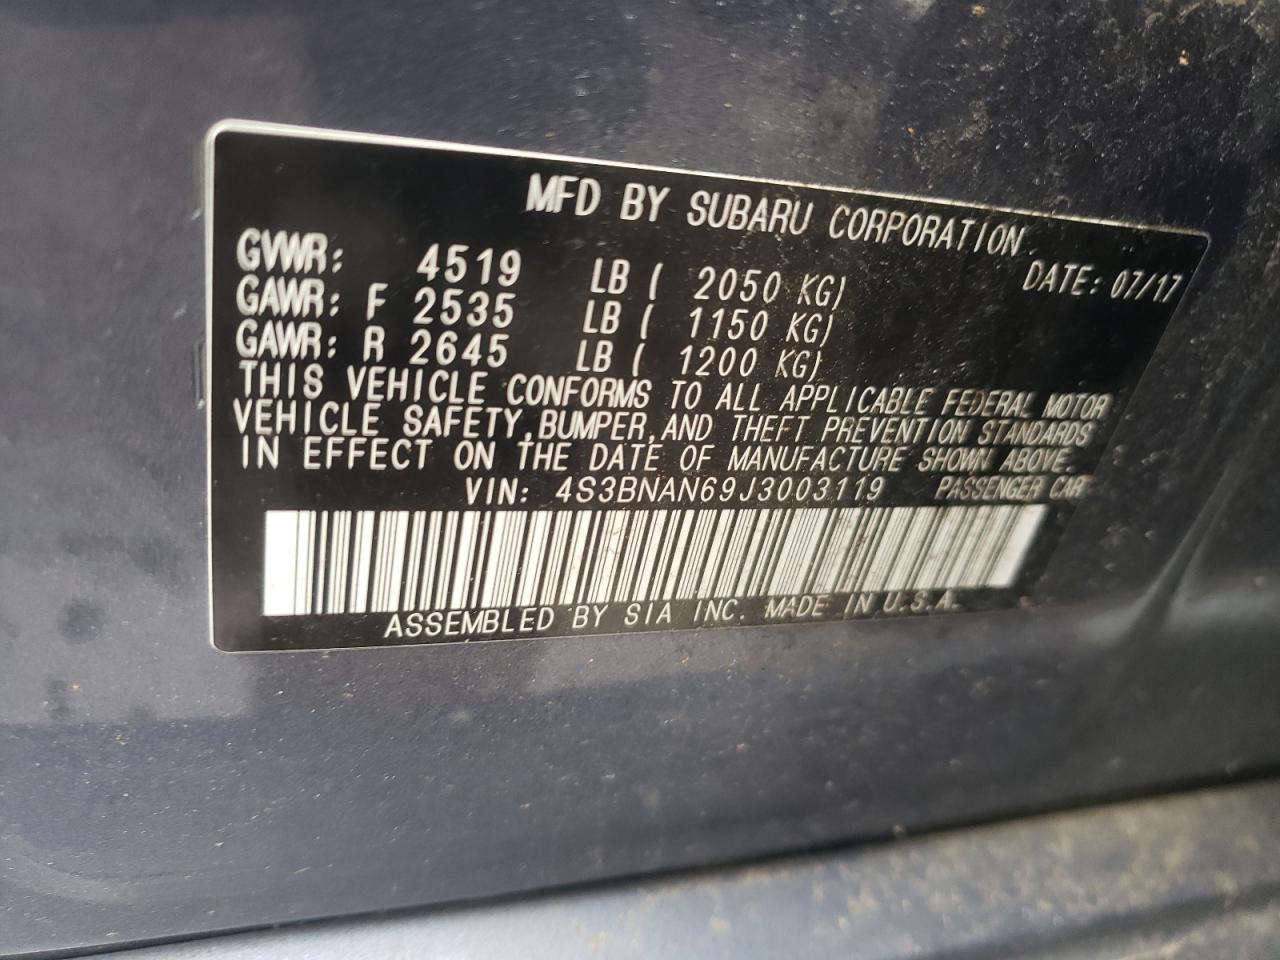 MFD BY SUBARU CORPORATION
DATE: 07/17
GVWR: 4519 LB ( 2050 KG)
GAWR: F 2535 LB ( 1150 KG)
GAWR: R 2645 LB ( 1200 KG)
THIS VEHICLE CONFORMS TO ALL APPLICABLE FEDERAL MOTOR
VEHICLE SAFETY,BUMPER,AND THEFT PREVENTION STANDARDS
IN EFFECT ON THE DATE OF MANUFACTURE SHOWN ABOVE.
VIN: 4S3BNAN69J3003119 PASSENGER CAR
ASSEMBLED BY SIA INC. MADE IN U.S.A.